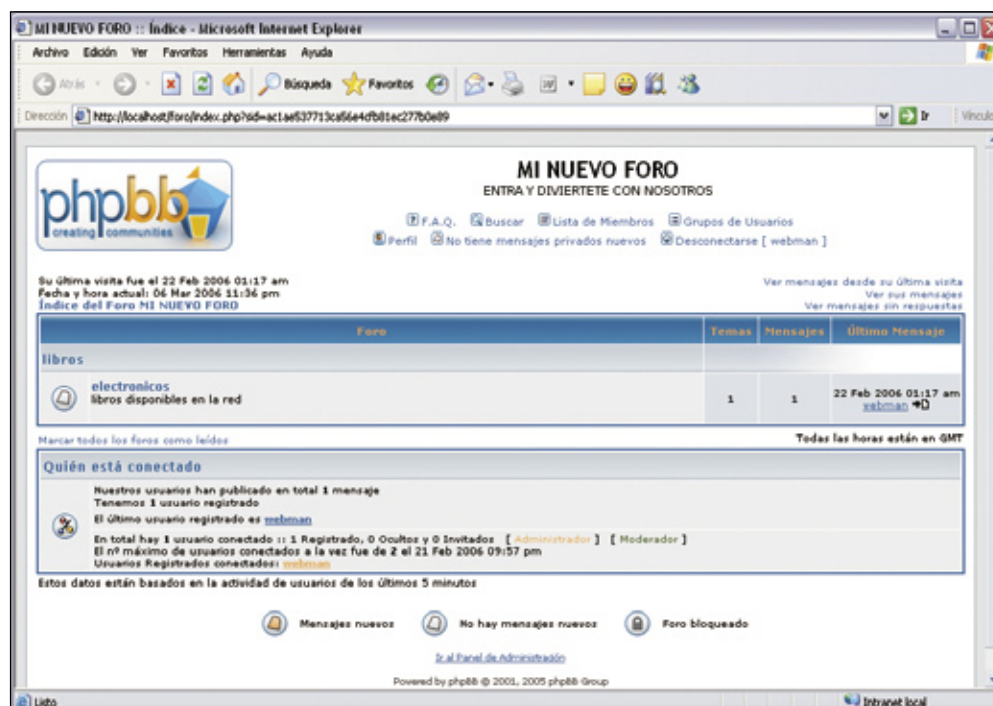 MI NUEVO FORO :: Índice - Microsoft Internet Explorer
Archivo Edición Ver Favoritos Herramientas Ayuda
Atrás Búsqueda Favoritos
Dirección http://localhost/foro/index.php?sid=ac1ae537713ca56e4cfb81ec277b0e89 Ir Vínculos
phpbb
creating communities
MI NUEVO FORO
ENTRA Y DIVIERTETE CON NOSOTROS
F.A.Q. Buscar Lista de Miembros Grupos de Usuarios
Perfil No tiene mensajes privados nuevos Desconectarse [ webman ]
Su última visita fue el 22 Feb 2006 01:17 am
Fecha y hora actual: 06 Mar 2006 11:36 pm
Índice del Foro MI NUEVO FORO
Ver mensajes desde su última visita
Ver sus mensajes
Ver mensajes sin respuestas
Foro Temas Mensajes Último Mensaje
libros
electronicos
libros disponibles en la red
1 1 22 Feb 2006 01:17 am
webman
Marcar todos los foros como leídos Todas las horas están en GMT
Quién está conectado
Nuestros usuarios han publicado en total 1 mensaje
Tenemos 1 usuario registrado
El último usuario registrado es webman
En total hay 1 usuario conectado :: 1 Registrado, 0 Ocultos y 0 Invitados [ Administrador ] [ Moderador ]
El nº máximo de usuarios conectados a la vez fue de 2 el 21 Feb 2006 09:57 pm
Usuarios Registrados conectados: webman
Estos datos están basados en la actividad de usuarios de los últimos 5 minutos
Mensajes nuevos No hay mensajes nuevos Foro bloqueado
Ir al Panel de Administración
Powered by phpBB © 2001, 2005 phpBB Group
Listo Intranet local